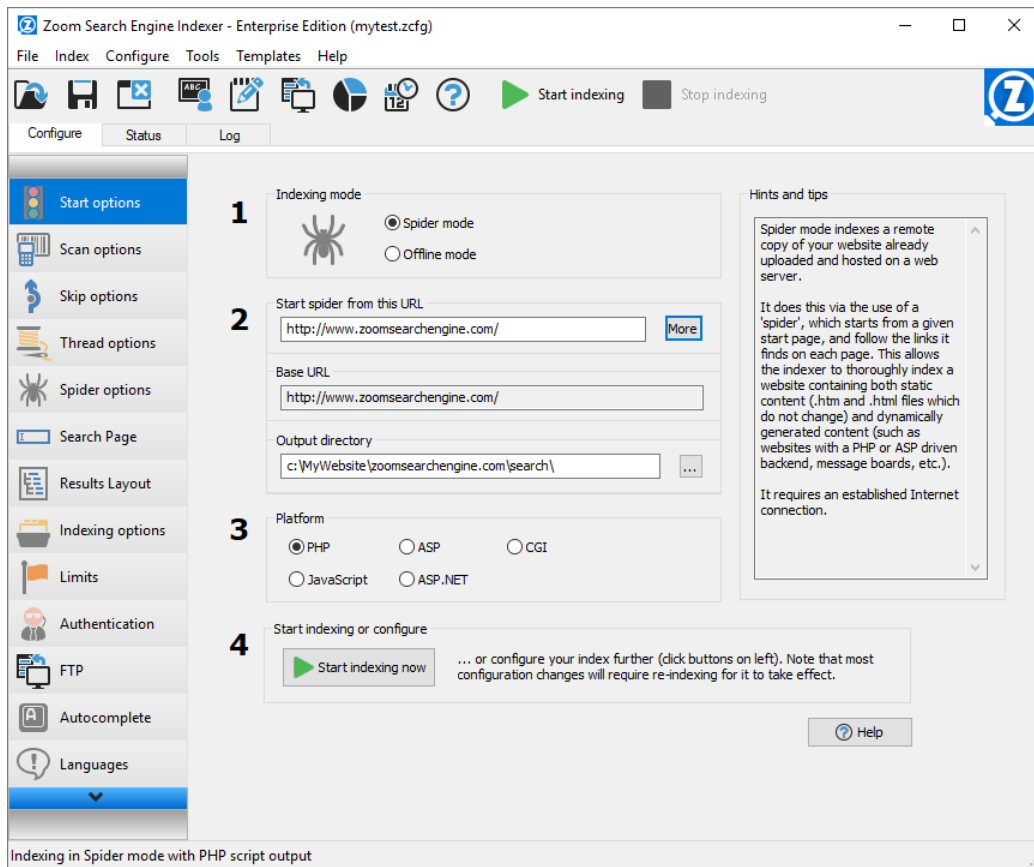 Zoom Search Engine Indexer - Enterprise Edition (mytest.zcfg)
File Index Configure Tools Templates Help
ABC
12
?
Start indexing
Stop indexing
Z
Configure Status Log
Start options
Scan options
Skip options
Thread options
Spider options
Search Page
Results Layout
Indexing options
Limits
Authentication
FTP
Autocomplete
Languages
1
Indexing mode
Spider mode
Offline mode
2
Start spider from this URL
http://www.zoomsearchengine.com/
More
Base URL
http://www.zoomsearchengine.com/
Output directory
c:\MyWebsite\zoomsearchengine.com\search\
...
3
Platform
PHP ASP CGI
JavaScript ASP.NET
4
Start indexing or configure
Start indexing now
... or configure your index further (click buttons on left). Note that most
configuration changes will require re-indexing for it to take effect.
Hints and tips
Spider mode indexes a remote
copy of your website already
uploaded and hosted on a web
server.
It does this via the use of a
'spider', which starts from a given
start page, and follow the links it
finds on each page. This allows
the indexer to thoroughly index a
website containing both static
content (.htm and .html files which
do not change) and dynamically
generated content (such as
websites with a PHP or ASP driven
backend, message boards, etc.).
It requires an established Internet
connection.
Help
Indexing in Spider mode with PHP script output